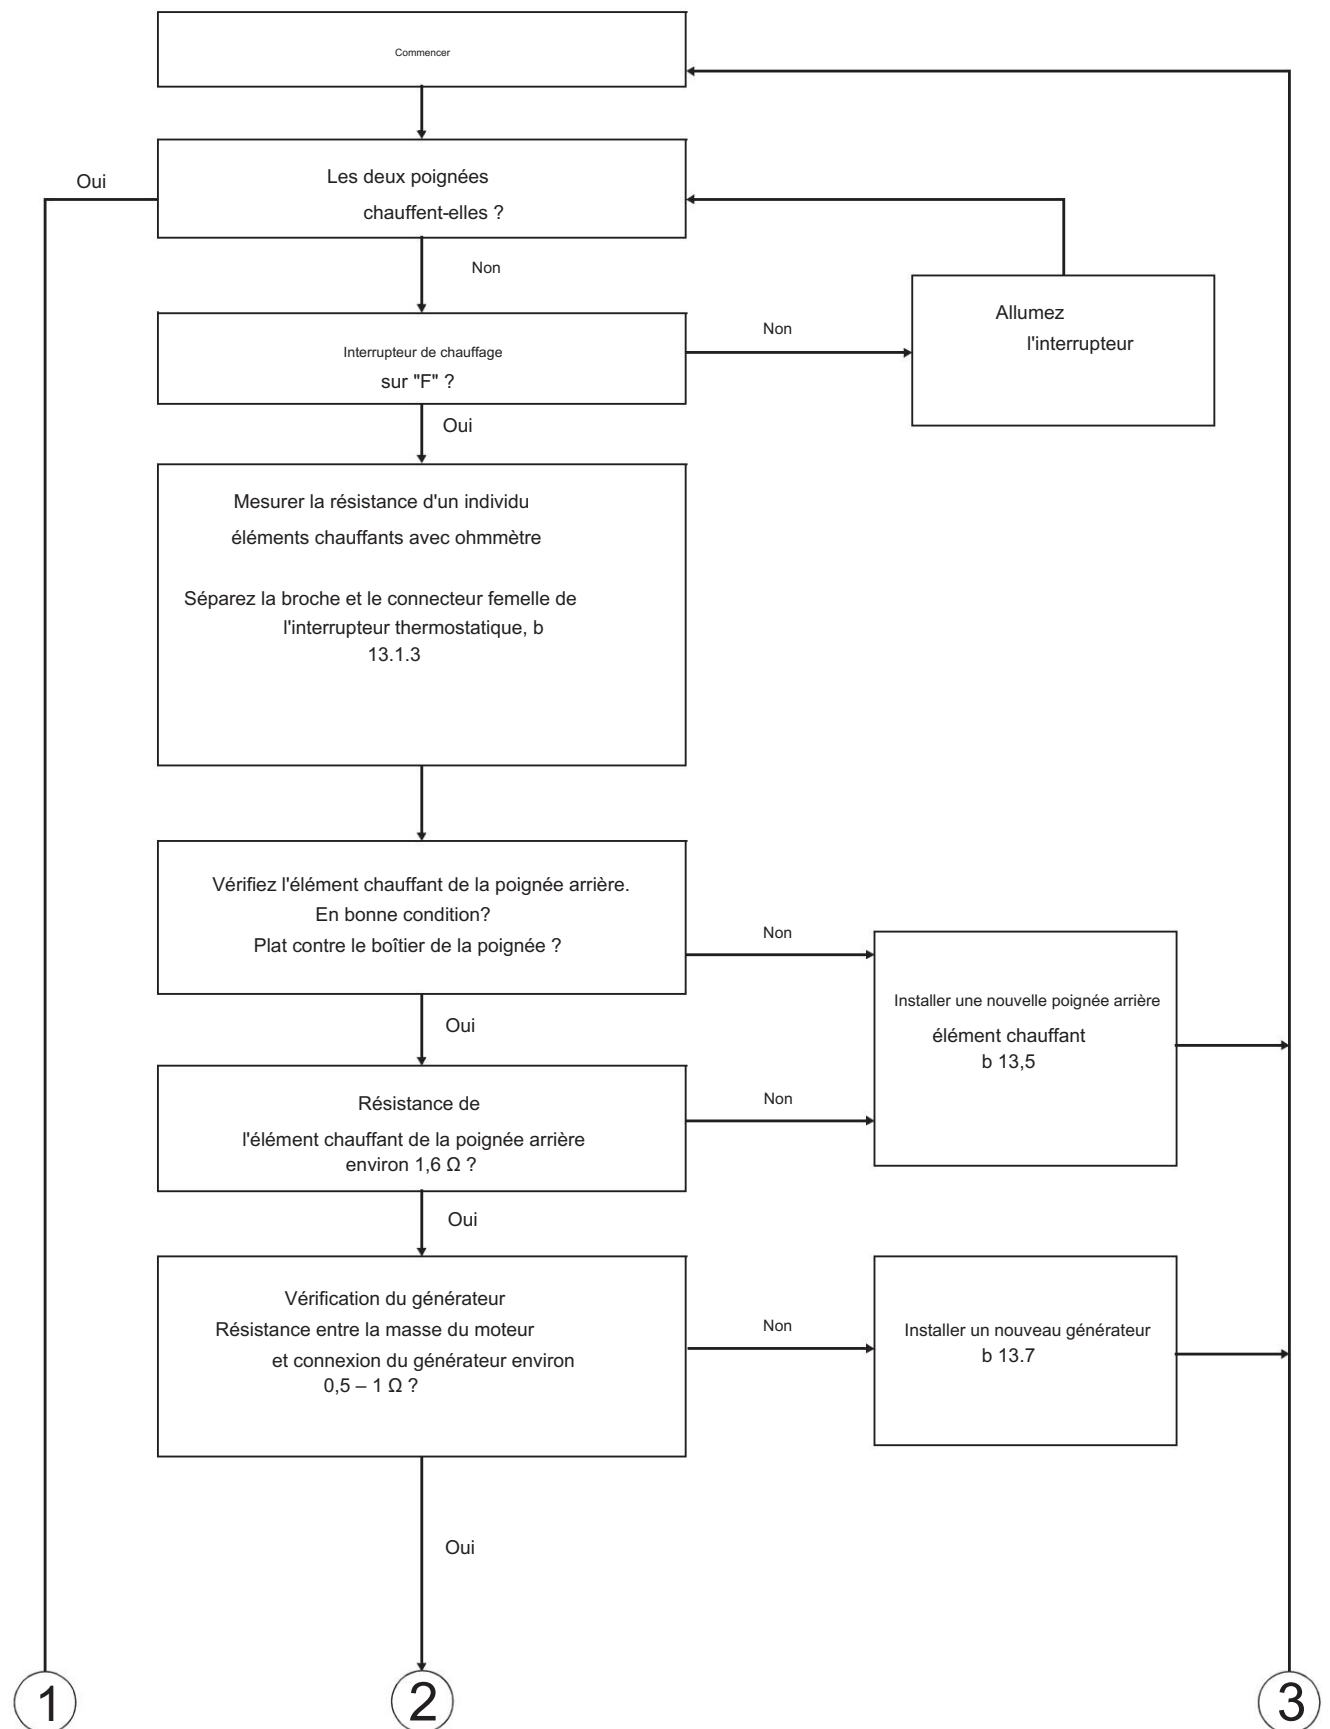 Commencer
Oui
Les deux poignées
chauffent-elles ?
Non
Allumez
l'interrupteur
Non
Interrupteur de chauffage
sur "F" ?
Oui
Mesurer la résistance d'un individu
éléments chauffants avec ohmmètre
Séparez la broche et le connecteur femelle de
l'interrupteur thermostatique, b
13.1.3
Vérifiez l'élément chauffant de la poignée arrière.
En bonne condition?
Plat contre le boîtier de la poignée ?
Non
Installer une nouvelle poignée arrière
élément chauffant
b 13,5
Oui
Résistance de
l'élément chauffant de la poignée arrière
environ 1,6 Ω ?
Non
Oui
Vérification du générateur
Résistance entre la masse du moteur
et connexion du générateur environ
0,5 – 1 Ω ?
Non
Installer un nouveau générateur
b 13.7
Oui
1
2
3